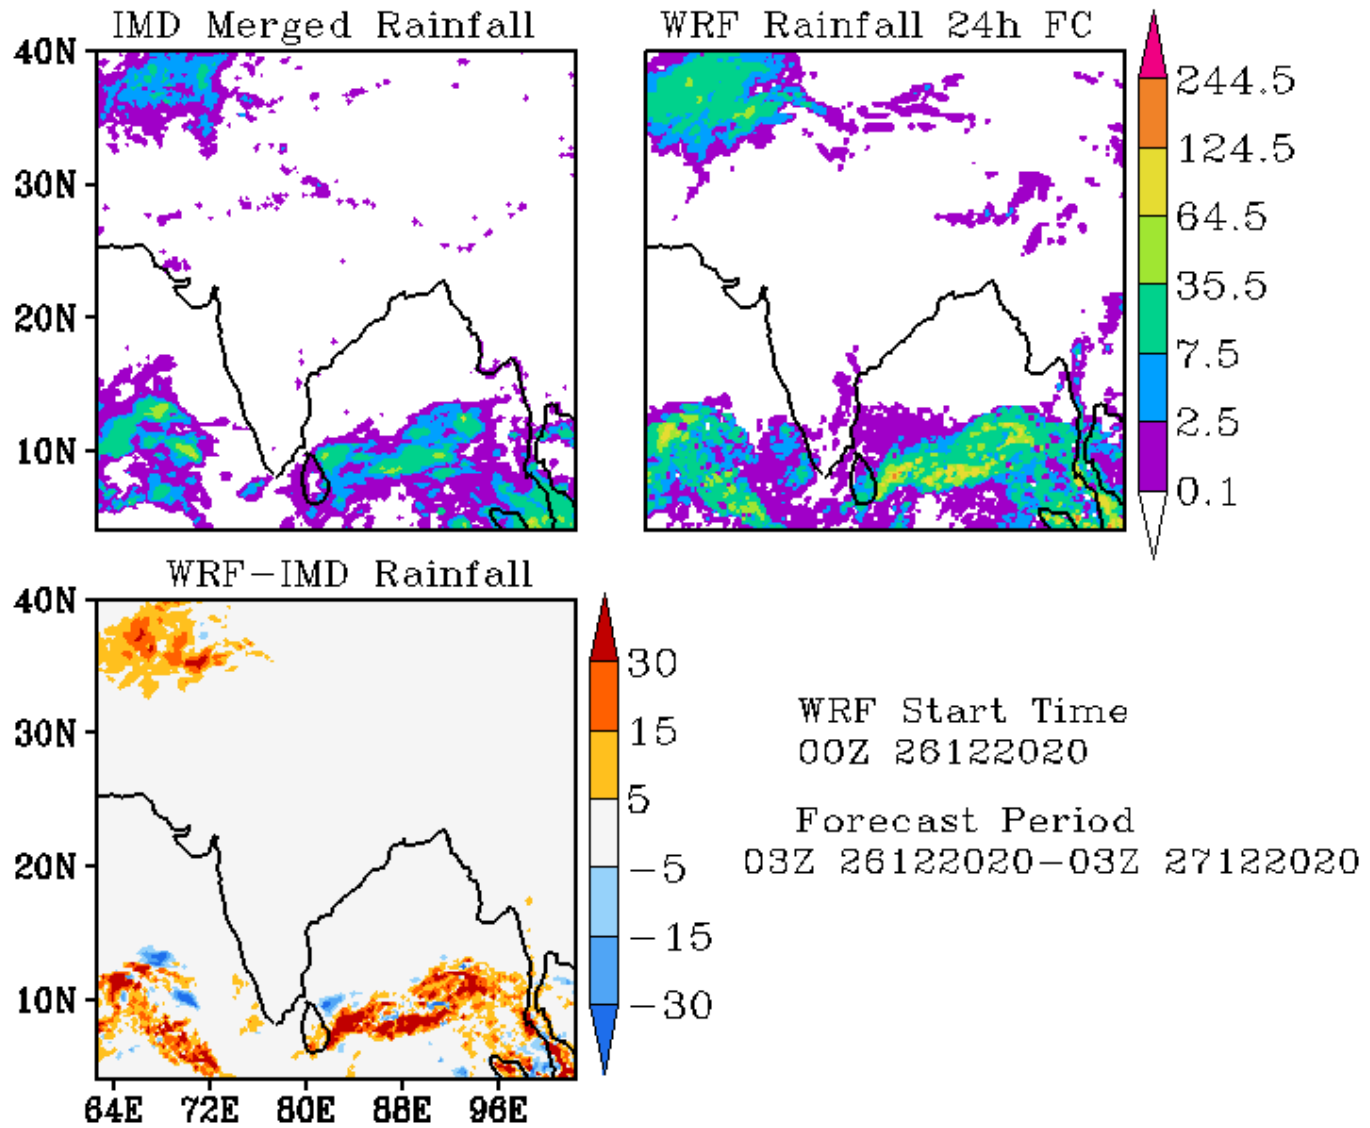 IMD Merged Rainfall
WRF Rainfall 24h FC
40N
30N
20N
10N
244.5
124.5
64.5
35.5
7.5
2.5
0.1
WRF-IMD Rainfall
40N
30N
20N
10N
64E 72E 80E 88E 96E
30
15
5
-5
-15
-30
WRF Start Time
00Z 26122020
Forecast Period
03Z 26122020-03Z 27122020